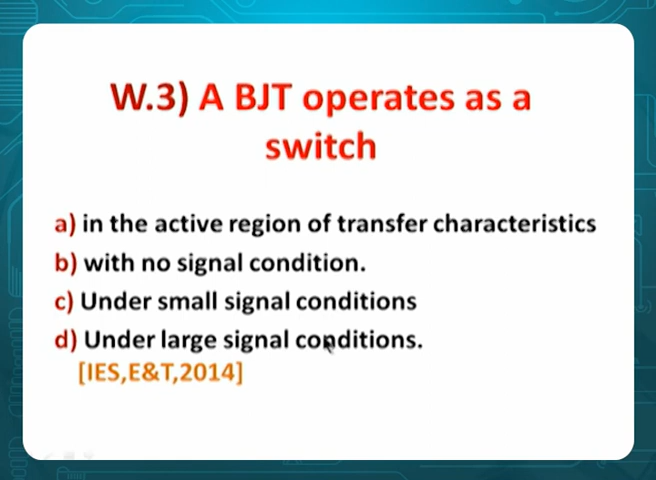 W.3) A BJT operates as a
switch
a) in the active region of transfer characteristics
b) with no signal condition.
c) Under small signal conditions
d) Under large signal conditions.
[IES,E&T,2014]